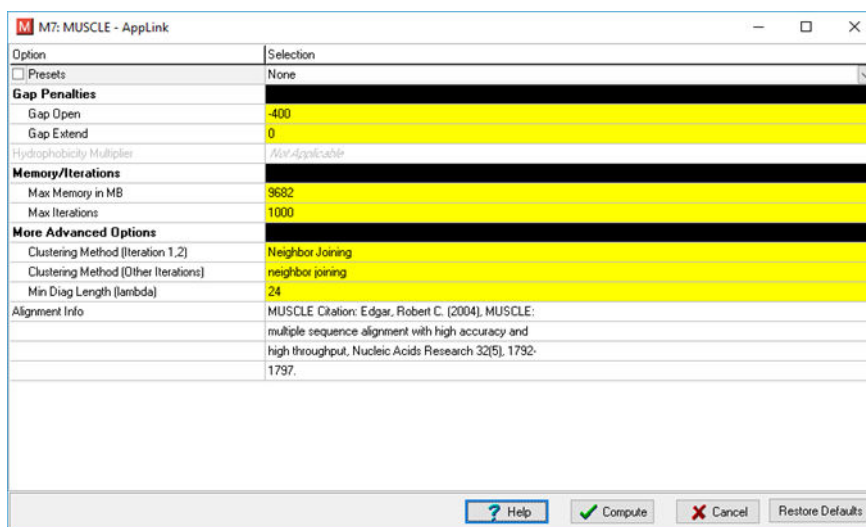 M M7: MUSCLE - AppLink
Option Selection
Presets None
Gap Penalties
Gap Open -400
Gap Extend 0
Hydrophobicity Multiplier Not Applicable
Memory/Iterations
Max Memory in MB 9682
Max Iterations 1000
More Advanced Options
Clustering Method (Iteration 1,2) Neighbor Joining
Clustering Method (Other Iterations) neighbor joining
Min Diag Length (lambda) 24
Alignment Info MUSCLE Citation: Edgar, Robert C. (2004), MUSCLE:
multiple sequence alignment with high accuracy and
high throughput, Nucleic Acids Research 32(5), 1792-
1797.
? Help Compute Cancel Restore Defaults